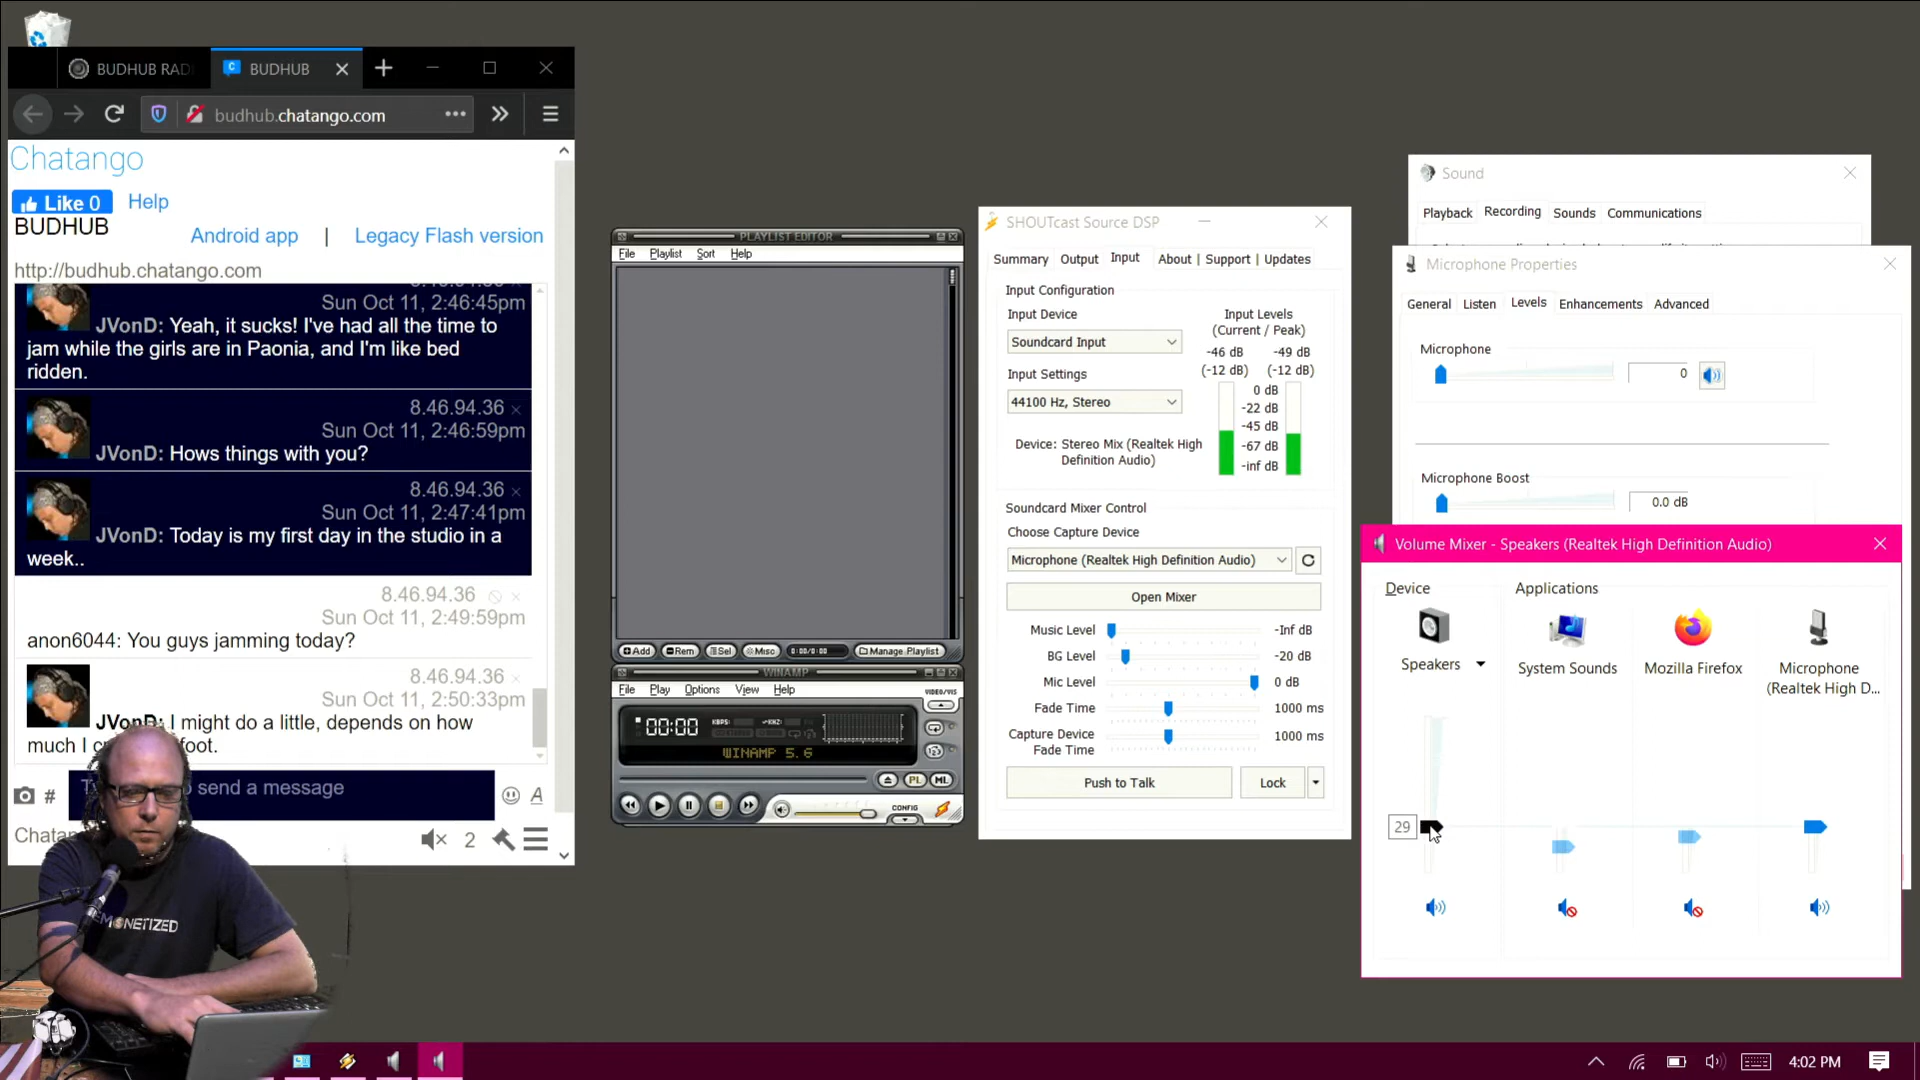 BUDHUB RAD
BUDHUB
budhub.chatango.com
Chatango
Like 0 Help
BUDHUB
Android app | Legacy Flash version
http://budhub.chatango.com
Sun Oct 11, 2:46:45pm
JVonD: Yeah, it sucks! I've had all the time to
jam while the girls are in Paonia, and I'm like bed
ridden.
8.46.94.36
Sun Oct 11, 2:46:59pm
JVonD: Hows things with you?
8.46.94.36
Sun Oct 11, 2:47:41pm
JVonD: Today is my first day in the studio in a
week..
8.46.94.36
Sun Oct 11, 2:49:59pm
anon6044: You guys jamming today?
8.46.94.36
Sun Oct 11, 2:50:33pm
JVonD: I might do a little, depends on how
much I foot.
send a message
#
A
Chata
2
EMONETIZED
PLAYLIST EDITOR
File Playlist Sort Help
Add Rem Sel Misc 0:00/0:00 Manage Playlist
WINAMP
File Play Options View Help
VIDEO/VIS
00:00 KBPS KHZ
WINAMP 5.6
PL ML
CONFIG
SHOUTcast Source DSP
Summary Output Input About | Support | Updates
Input Configuration
Input Device
Soundcard Input
Input Settings
44100 Hz, Stereo
Device: Stereo Mix (Realtek High
Definition Audio)
Input Levels
(Current / Peak)
-46 dB -49 dB
(-12 dB) (-12 dB)
0 dB
-22 dB
-45 dB
-67 dB
-inf dB
Soundcard Mixer Control
Choose Capture Device
Microphone (Realtek High Definition Audio)
Open Mixer
Music Level -Inf dB
BG Level -20 dB
Mic Level 0 dB
Fade Time 1000 ms
Capture Device
Fade Time
1000 ms
Push to Talk Lock
Sound
Playback Recording Sounds Communications
Microphone Properties
General Listen Levels Enhancements Advanced
Microphone
0
Microphone Boost
0.0 dB
Volume Mixer - Speakers (Realtek High Definition Audio)
Device Applications
Speakers System Sounds Mozilla Firefox Microphone
(Realtek High D...
29
4:02 PM